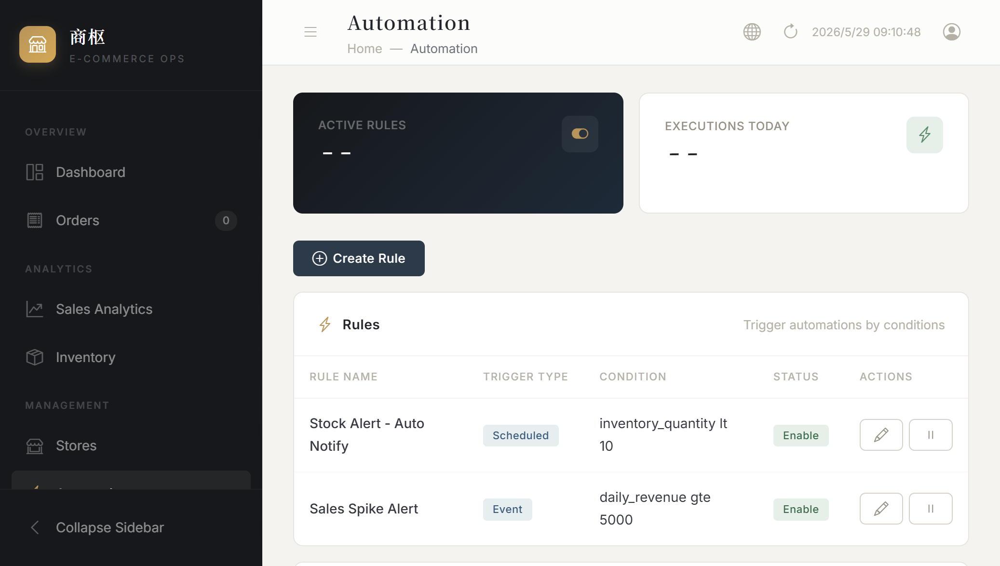 商枢
E-COMMERCE OPS
OVERVIEW
Dashboard
Orders
0
ANALYTICS
Sales Analytics
Inventory
MANAGEMENT
Stores
Collapse Sidebar
Automation
Home — Automation
2026/5/29 09:10:48
ACTIVE RULES
– –
EXECUTIONS TODAY
– –
Create Rule
Rules
Trigger automations by conditions
RULE NAME
TRIGGER TYPE
CONDITION
STATUS
ACTIONS
Stock Alert - Auto
Notify
Scheduled
inventory_quantity lt
10
Enable
Sales Spike Alert
Event
daily_revenue gte
5000
Enable